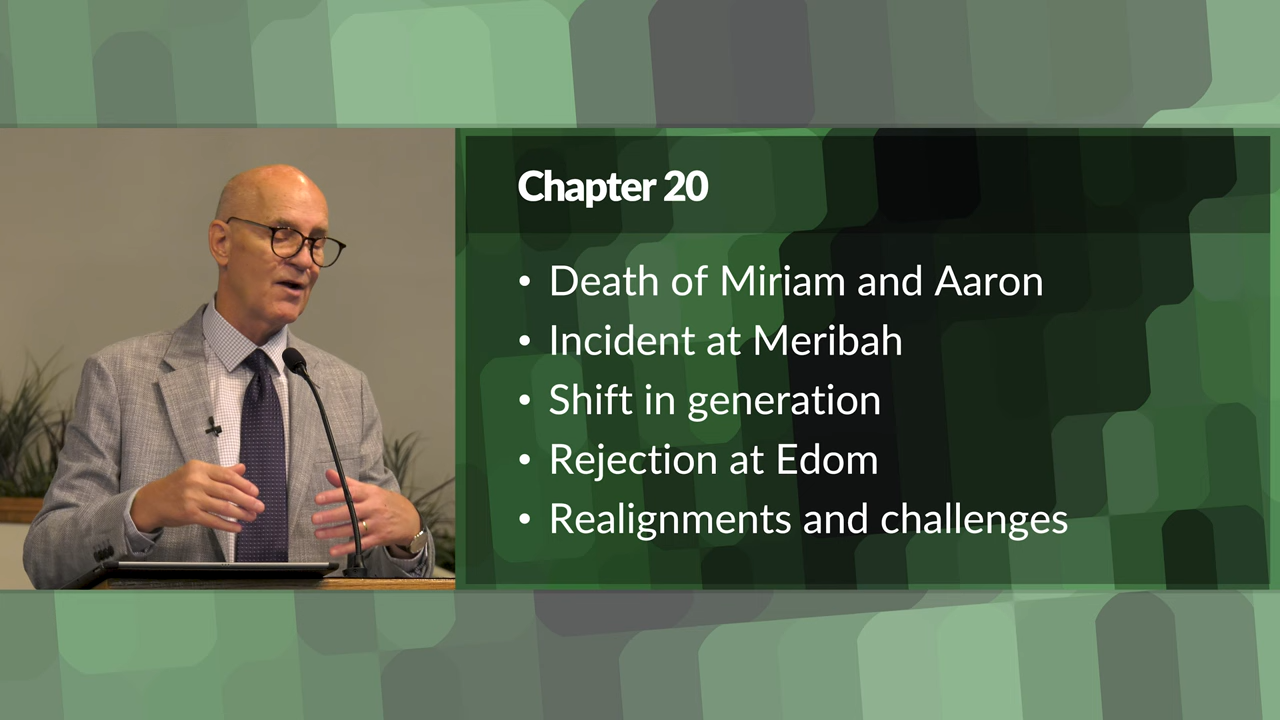 Chapter 20
• Death of Miriam and Aaron
• Incident at Meribah
• Shift in generation
• Rejection at Edom
• Realignments and challenges